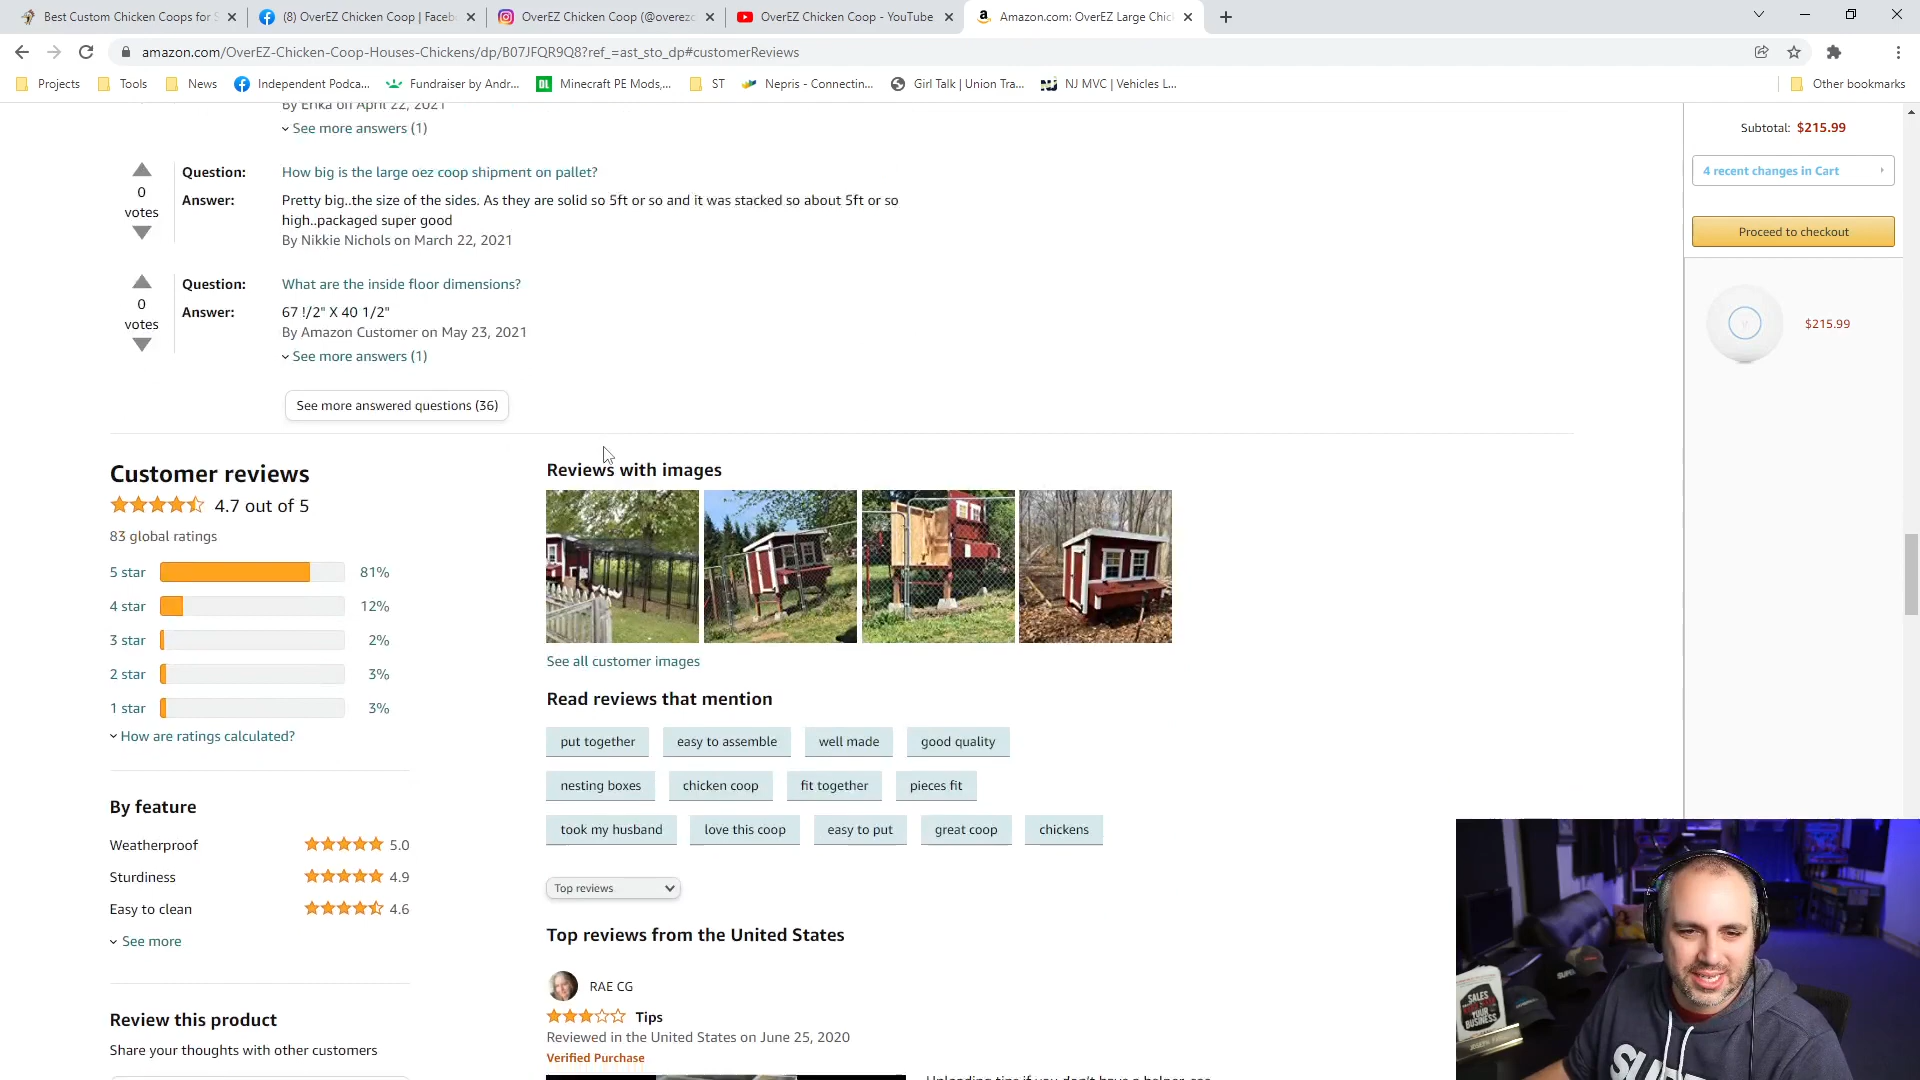 Best Custom Chicken Coops for S
(8) OverEZ Chicken Coop | Faceb
OverEZ Chicken Coop (@overezc
OverEZ Chicken Coop - YouTube
Amazon.com: OverEZ Large Chic
amazon.com/OverEZ-Chicken-Coop-Houses-Chickens/dp/B07JFQR9Q8?ref_=ast_sto_dp#customerReviews
Projects
Tools
News
Independent Podca...
Fundraiser by Andr...
Minecraft PE Mods,...
ST
Nepris - Connectin...
Girl Talk | Union Tra...
NJ MVC | Vehicles L...
Other bookmarks
By Erika on April 22, 2021
See more answers (1)
0
votes
Question: How big is the large oez coop shipment on pallet?
Answer: Pretty big..the size of the sides. As they are solid so 5ft or so and it was stacked so about 5ft or so
high..packaged super good
By Nikkie Nichols on March 22, 2021
0
votes
Question: What are the inside floor dimensions?
Answer: 67 !/2" X 40 1/2"
By Amazon Customer on May 23, 2021
See more answers (1)
See more answered questions (36)
Subtotal: $215.99
4 recent changes in Cart
Proceed to checkout
$215.99
Customer reviews
4.7 out of 5
83 global ratings
5 star 81%
4 star 12%
3 star 2%
2 star 3%
1 star 3%
How are ratings calculated?
By feature
Weatherproof 5.0
Sturdiness 4.9
Easy to clean 4.6
See more
Review this product
Share your thoughts with other customers
Reviews with images
See all customer images
Read reviews that mention
put together easy to assemble well made good quality
nesting boxes chicken coop fit together pieces fit
took my husband love this coop easy to put great coop chickens
Top reviews
Top reviews from the United States
RAE CG
Tips
Reviewed in the United States on June 25, 2020
Verified Purchase
SALES
YOUR
BUSINESS